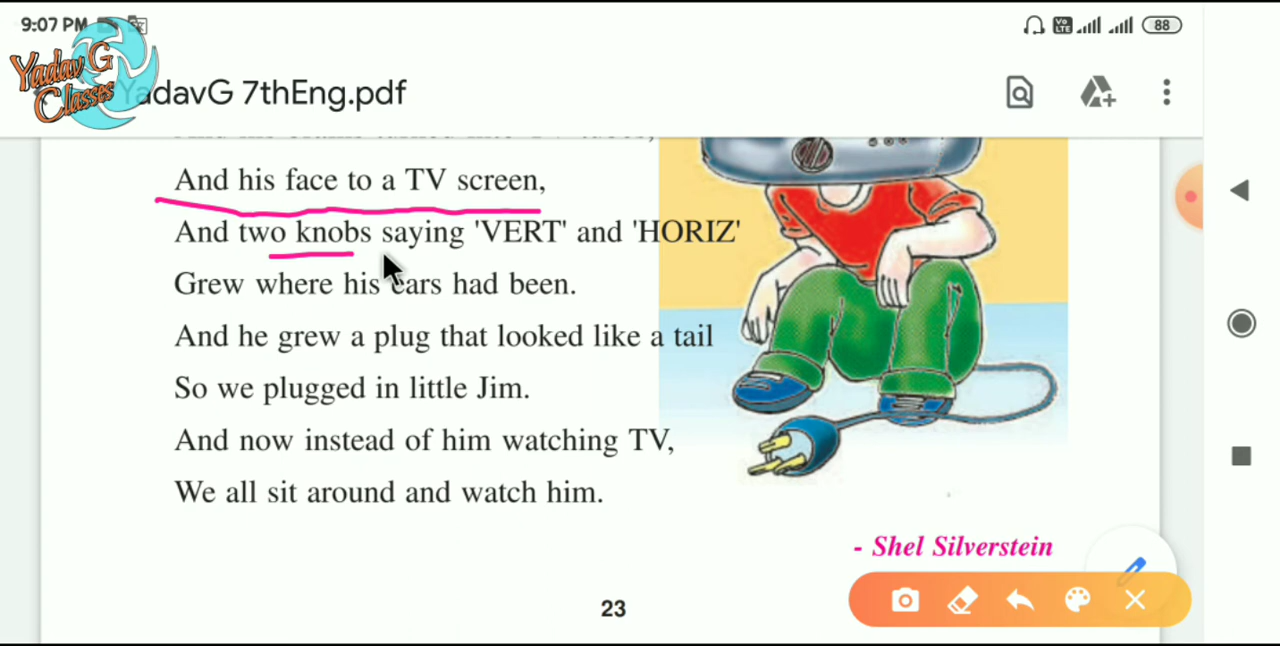 9:07 PM
Vo LTE 88
Yadav G
Classes
YadavG 7thEng.pdf
And his face to a TV screen,
And two knobs saying 'VERT' and 'HORIZ'
Grew where his ears had been.
And he grew a plug that looked like a tail
So we plugged in little Jim.
And now instead of him watching TV,
We all sit around and watch him.
- Shel Silverstein
23